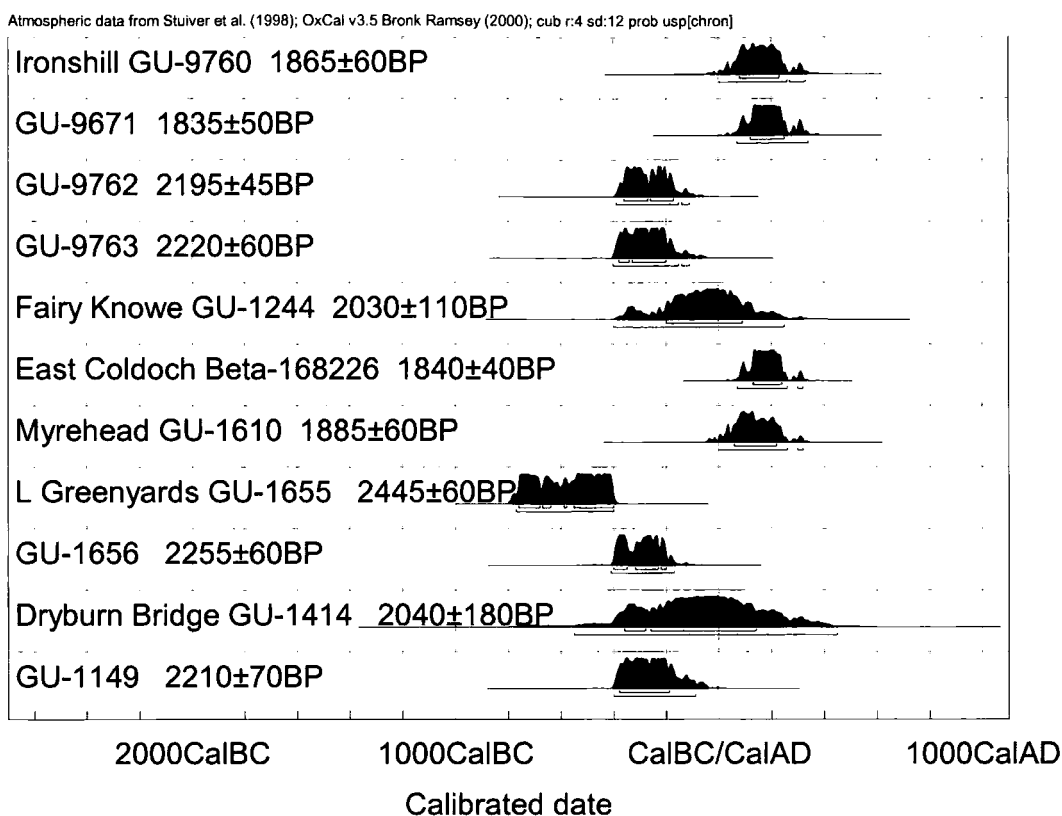 Atmospheric data from Stuiver et al. (1998); OxCal v3.5 Bronk Ramsey (2000); cub r:4 sd:12 prob usp[chron]
Ironshill GU-9760 1865±60BP
GU-9671 1835±50BP
GU-9762 2195±45BP
GU-9763 2220±60BP
Fairy Knowe GU-1244 2030±110BP
East Coldoch Beta-168226 1840±40BP
Myrehead GU-1610 1885±60BP
L Greenyards GU-1655 2445±60BP
GU-1656 2255±60BP
Dryburn Bridge GU-1414 2040±180BP
GU-1149 2210±70BP
2000CalBC 1000CalBC CalBC/CalAD 1000CalAD
Calibrated date